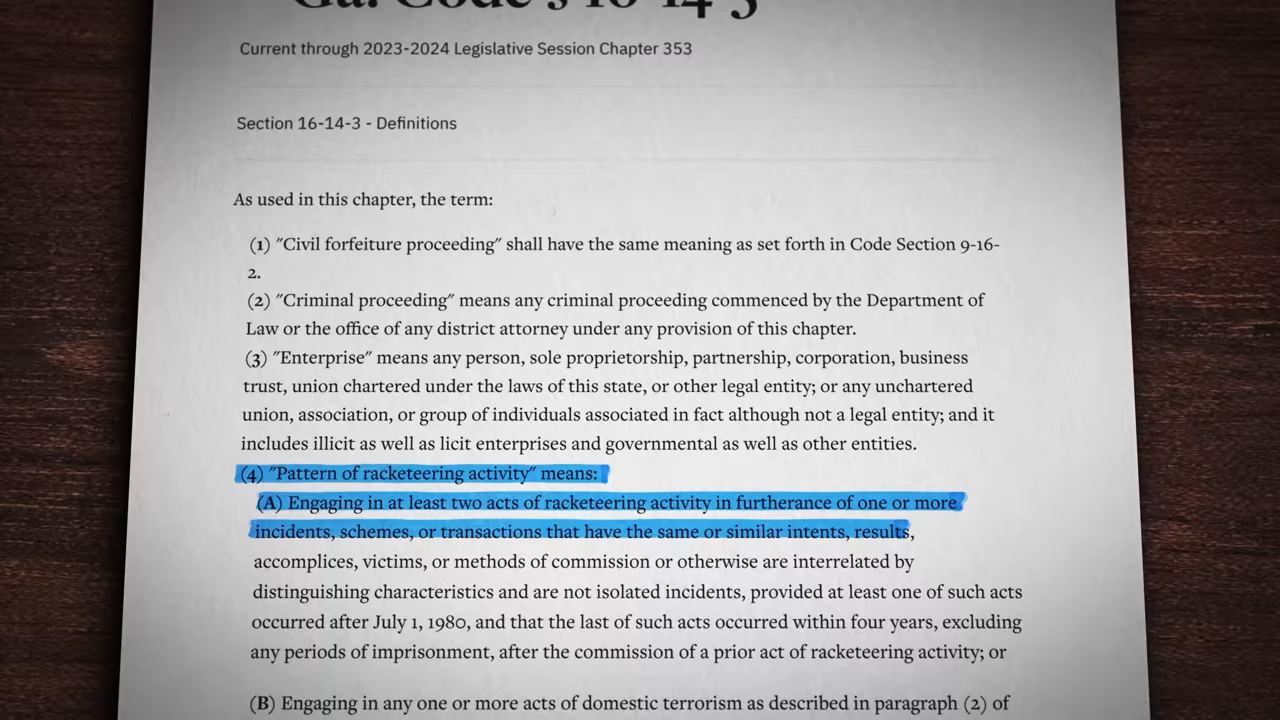 Ga. Code § 16-14-3
Current through 2023-2024 Legislative Session Chapter 353
Section 16-14-3 - Definitions
As used in this chapter, the term:
(1) "Civil forfeiture proceeding" shall have the same meaning as set forth in Code Section 9-16-
2.
(2) "Criminal proceeding" means any criminal proceeding commenced by the Department of
Law or the office of any district attorney under any provision of this chapter.
(3) "Enterprise" means any person, sole proprietorship, partnership, corporation, business
trust, union chartered under the laws of this state, or other legal entity; or any unchartered
union, association, or group of individuals associated in fact although not a legal entity; and it
includes illicit as well as licit enterprises and governmental as well as other entities.
(4) "Pattern of racketeering activity" means:
(A) Engaging in at least two acts of racketeering activity in furtherance of one or more
incidents, schemes, or transactions that have the same or similar intents, results,
accomplices, victims, or methods of commission or otherwise are interrelated by
distinguishing characteristics and are not isolated incidents, provided at least one of such acts
occurred after July 1, 1980, and that the last of such acts occurred within four years, excluding
any periods of imprisonment, after the commission of a prior act of racketeering activity; or
(B) Engaging in any one or more acts of domestic terrorism as described in paragraph (2) of